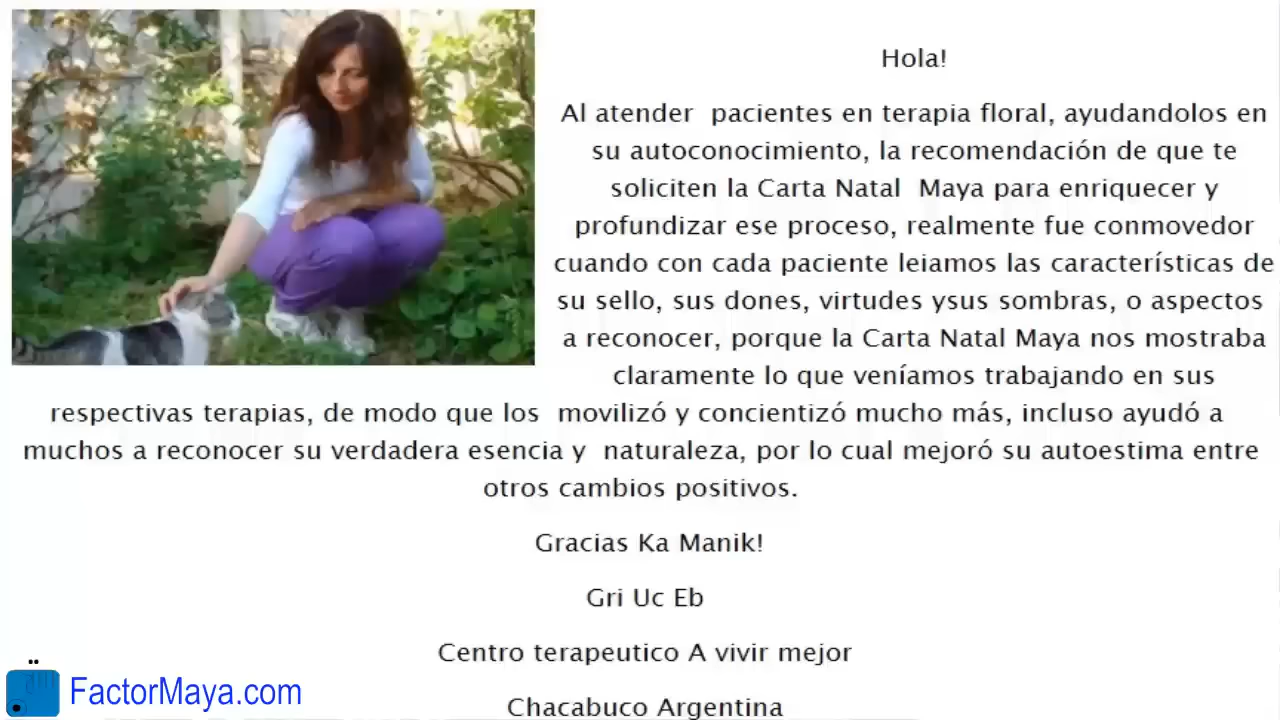 Hola!
Al atender pacientes en terapia floral, ayudandolos en
su autoconocimiento, la recomendación de que te
soliciten la Carta Natal Maya para enriquecer y
profundizar ese proceso, realmente fue conmovedor
cuando con cada paciente leiamos las características de
su sello, sus dones, virtudes ysus sombras, o aspectos
a reconocer, porque la Carta Natal Maya nos mostraba
claramente lo que veníamos trabajando en sus
respectivas terapias, de modo que los movilizó y concientizó mucho más, incluso ayudó a
muchos a reconocer su verdadera esencia y naturaleza, por lo cual mejoró su autoestima entre
otros cambios positivos.
Gracias Ka Manik!
Gri Uc Eb
Centro terapeutico A vivir mejor
Chacabuco Argentina
FactorMaya.com